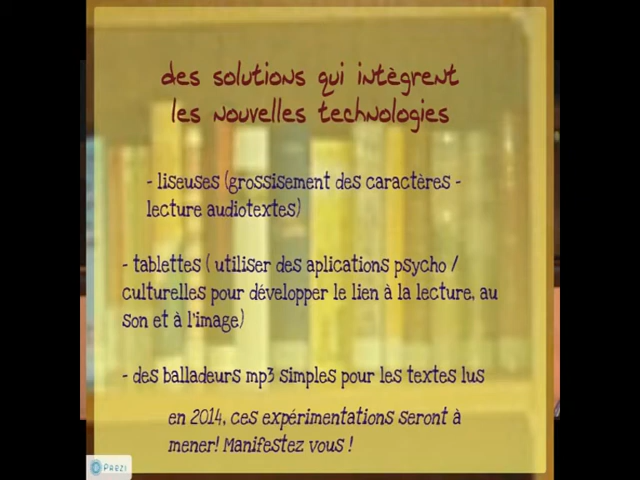 des solutions qui intègrent
les nouvelles technologies
- liseuses (grossisement des caractères -
lecture audiotextes)
- tablettes ( utiliser des aplications psycho /
culturelles pour développer le lien à la lecture, au
son et à l'image)
- des balladeurs mp3 simples pour les textes lus
en 2014, ces expérimentations seront à
mener! Manifestez vous !
Prezi